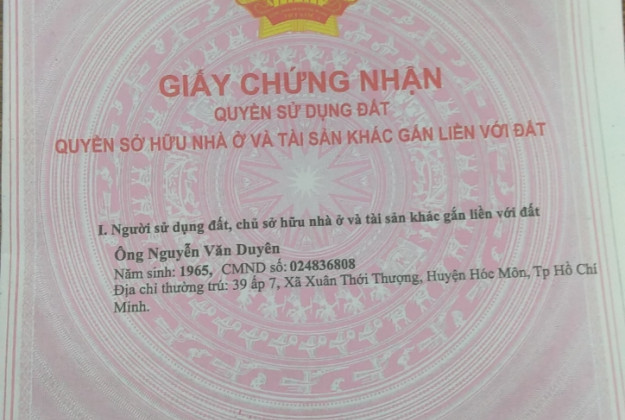 GIẤY CHỨNG NHẬN
QUYỀN SỬ DỤNG ĐẤT
QUYỀN SỞ HỮU NHÀ Ở VÀ TÀI SẢN KHÁC GẮN LIỀN VỚI ĐẤT
I. Người sử dụng đất, chủ sở hữu nhà ở và tài sản khác gắn liền với đất
Ông Nguyễn Văn Duyên
Năm sinh: 1965, CMND số: 024836808
Địa chỉ thường trú: 39 ấp 7, Xã Xuân Thới Thượng, Huyện Hóc Môn, Tp Hồ Chí
Minh.